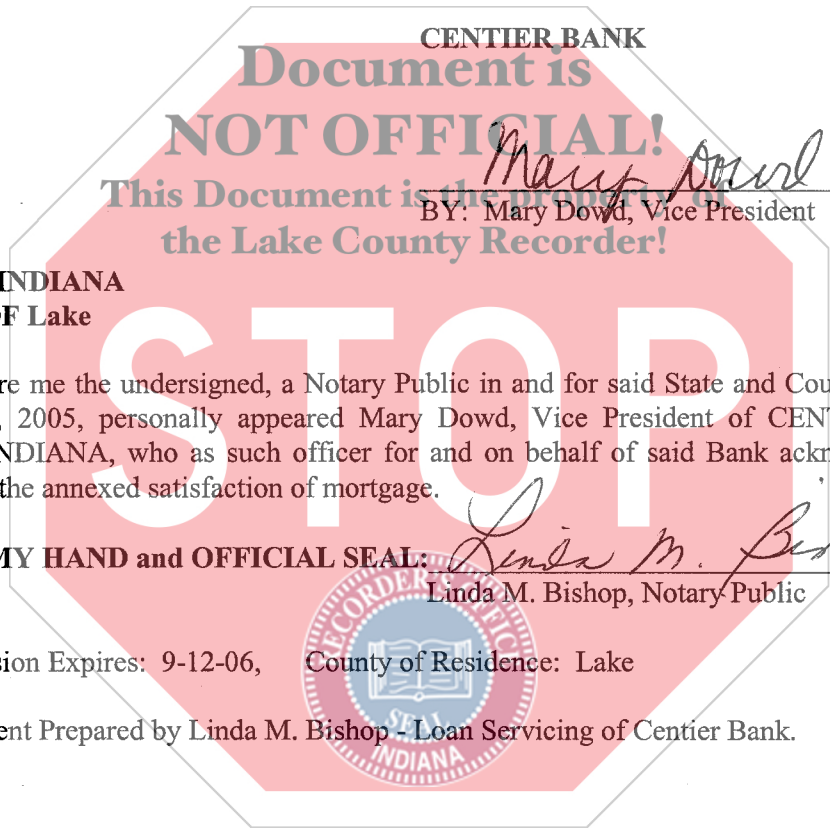 CENTIER BANK
Document is
NOT OFFICIAL!
Mary Dowd
This Document is the property of
BY: Mary Dowd, Vice President
the Lake County Recorder!
INDIANA
OF Lake
STOP
re me the undersigned, a Notary Public in and for said State and Cou
, 2005, personally appeared Mary Dowd, Vice President of CENT
NDIANA, who as such officer for and on behalf of said Bank ackn
the annexed satisfaction of mortgage.
MY HAND and OFFICIAL SEAL: Linda M. Bis
Linda M. Bishop, Notary Public
RECORDER'S OFFICE
sion Expires: 9-12-06, County of Residence: Lake
SEAL
ent Prepared by Linda M. Bishop - Loan Servicing of Centier Bank.
INDIANA